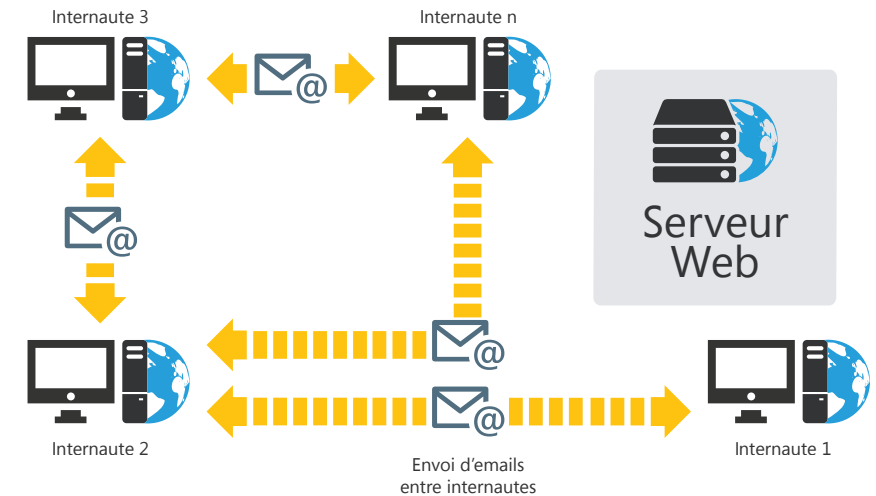 Internaute 3
Internaute n
@
@
Serveur
Web
@
@
Internaute 2
Internaute 1
Envoi d’emails
entre internautes